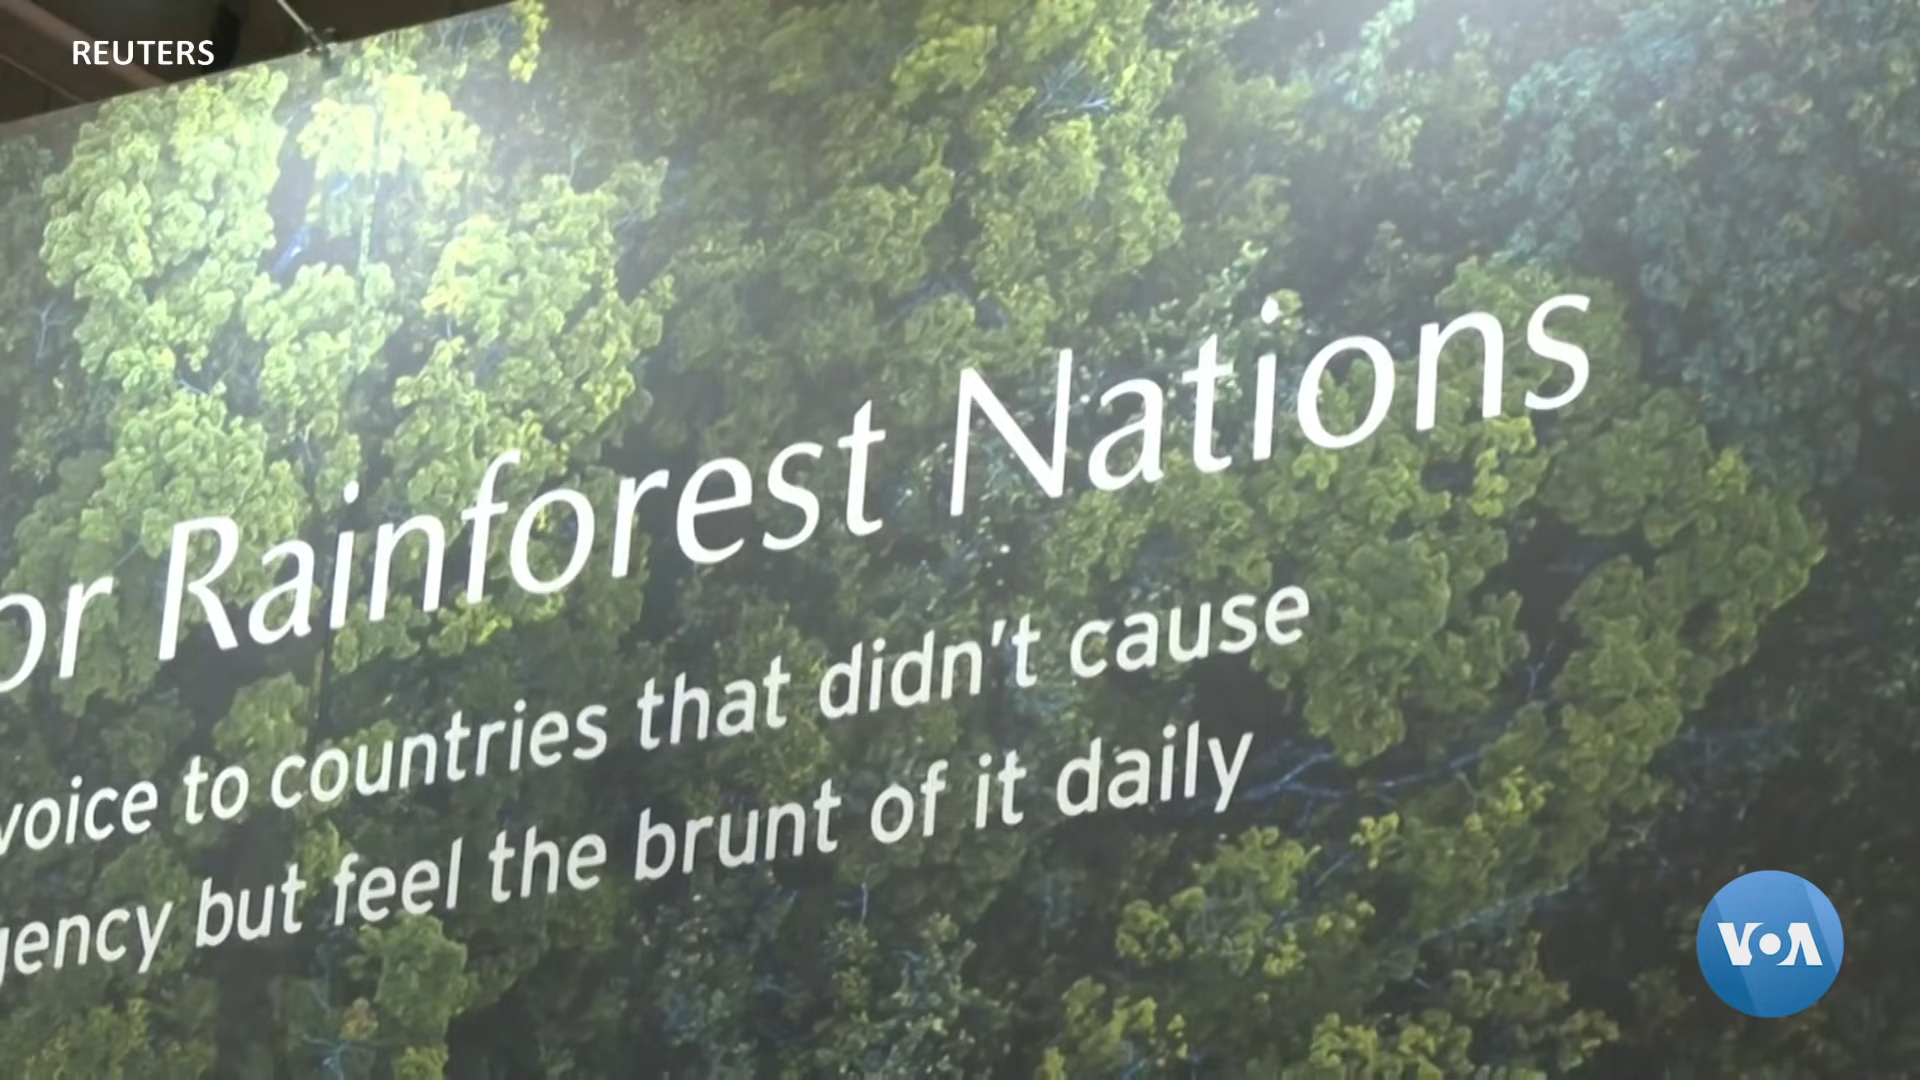 REUTERS
or Rainforest Nations
voice to countries that didn't cause
gency but feel the brunt of it daily
VOA